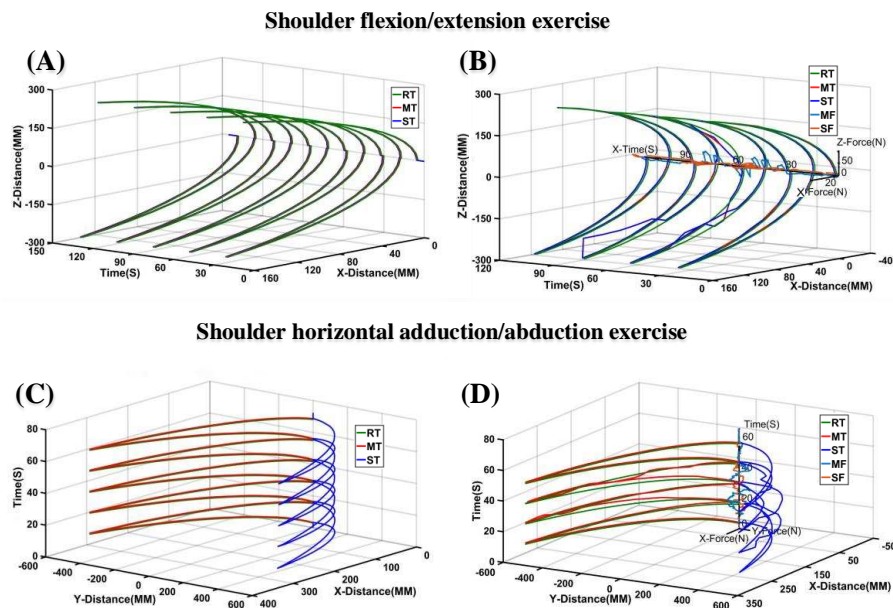 Shoulder flexion/extension exercise
(A)
300
150
0
-150
-300
Z-Distance(MM)
150
120
90
60
30
0
Time(S)
160
120
80
40
0
X-Distance(MM)
RT
MT
ST
(B)
300
150
0
-150
-300
Z-Distance(MM)
120
90
60
30
0
Time(S)
160
120
80
40
0
-40
X-Distance(MM)
RT
MT
ST
MF
SF
X-Time(S)
90
60
30
Z-Force(N)
50
0
20
X-Force(N)
Shoulder horizontal adduction/abduction exercise
(C)
80
60
40
20
0
Time(S)
-600
-400
-200
0
200
400
600
Y-Distance(MM)
400
300
200
100
0
X-Distance(MM)
RT
MT
ST
(D)
80
60
40
20
0
Time(S)
-600
-400
-200
0
200
400
600
Y-Distance(MM)
350
250
150
50
-50
X-Distance(MM)
RT
MT
ST
MF
SF
Time(S)
60
20
0
X-Force(N)
Y-Force(N)